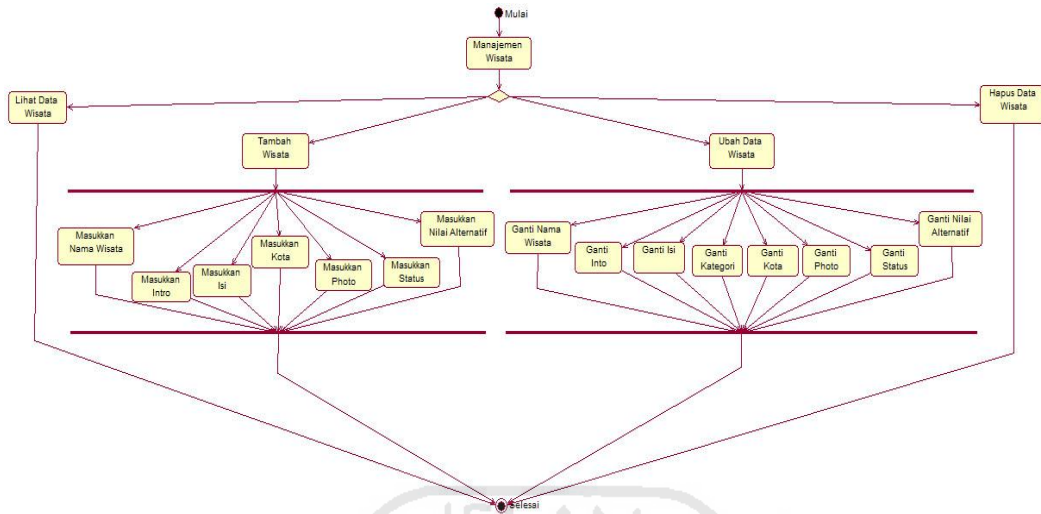 Mulai
Manajemen
Wisata
Lihat Data
Wisata
Hapus Data
Wisata
Tambah
Wisata
Ubah Data
Wisata
Masukkan
Nama Wisata
Masukkan
Intro
Masukkan
Isi
Masukkan
Kota
Masukkan
Photo
Masukkan
Status
Masukkan
Nilai Alternatif
Ganti Nama
Wisata
Ganti
Into
Ganti Isi
Ganti
Kategori
Ganti
Kota
Ganti
Photo
Ganti
Status
Ganti Nilai
Alternatif
Selesai
ISLAM